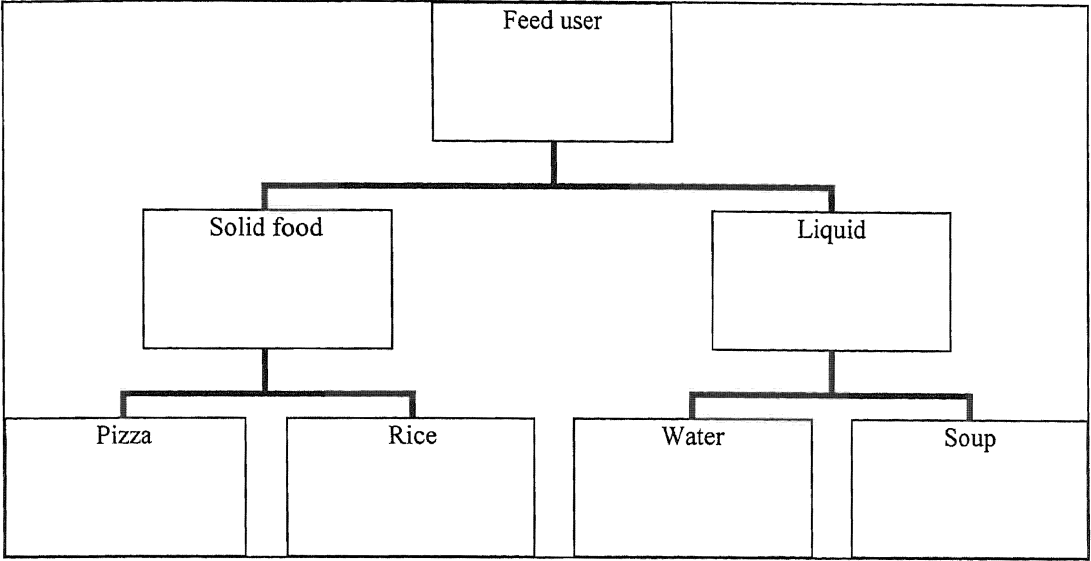 Feed user
Solid food
Liquid
Pizza
Rice
Water
Soup